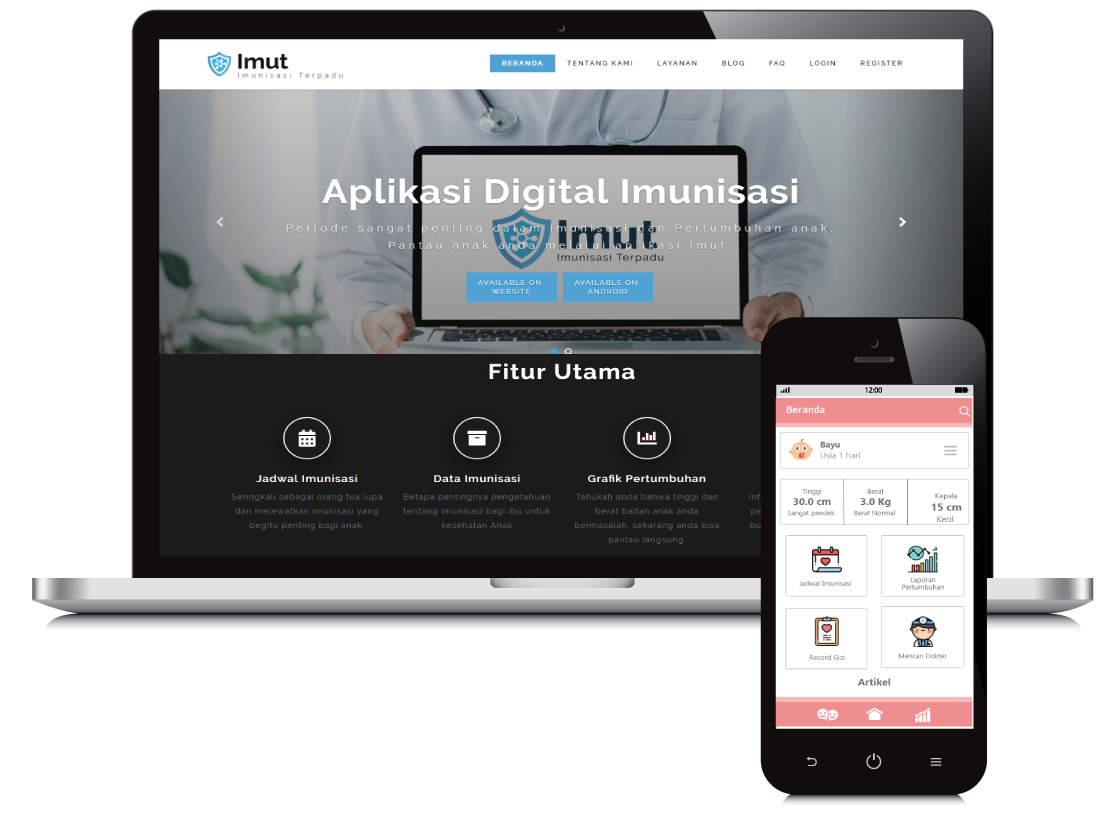 Imut
Imunisasi Terpadu
BERANDA TENTANG KAMI LAYANAN BLOG FAQ LOGIN REGISTER
Aplikasi Digital Imunisasi
Periode sangat penting dalam Imunisasi dan Pertumbuhan anak.
Pantau anak anda melalui aplikasi Imut.
imut
Imunisasi Terpadu
AVAILABLE ON
WEBSITE
AVAILABLE ON
ANDROID
Fitur Utama
Jadwal Imunisasi
Seringkali sebagai orang tua lupa
dan melewatkan imunisasi yang
begitu penting bagi anak.
Data Imunisasi
Betapa pentingnya pengetahuan
tentang imunisasi bagi ibu untuk
kesehatan Anak
Grafik Pertumbuhan
Tahukah anda bahwa tinggi dan
berat badan anak anda
bermasalah, sekarang anda bisa
pantau langsung
Inf
pe
bu
12:00
Beranda
Bayu
Usia 1 hari
Tinggi
30.0 cm
Sangat pendek
Berat
3.0 Kg
Berat Normal
Kepala
15 cm
Kecil
Jadwal Imunisasi
Laporan
Pertumbuhan
Record Gizi
Mencari Dokter
Artikel